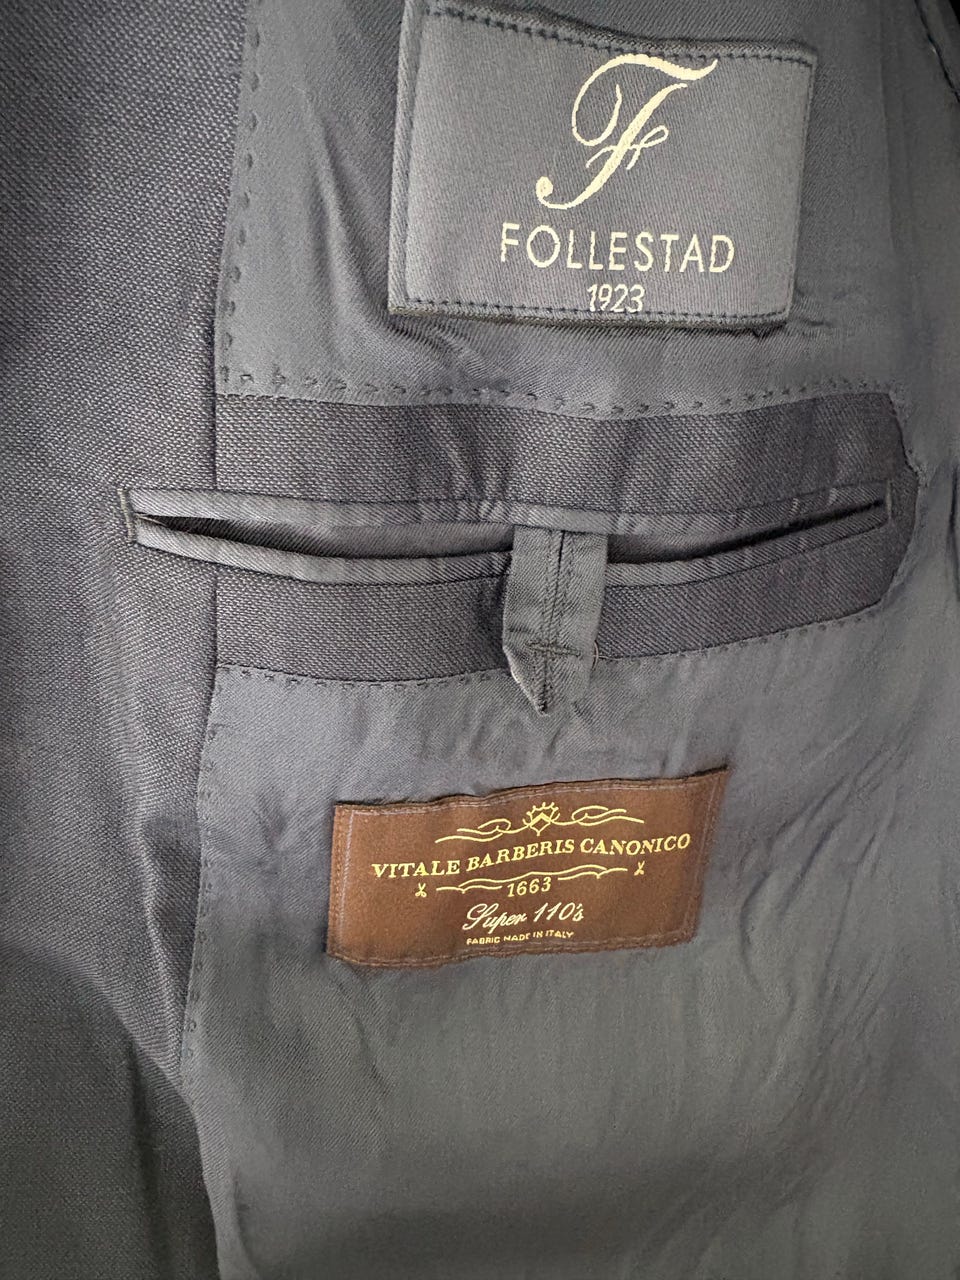 F
FOLLESTAD
1923
VITALE BARBERIS CANONICO
1663
Super 110's
FABRIC MADE IN ITALY